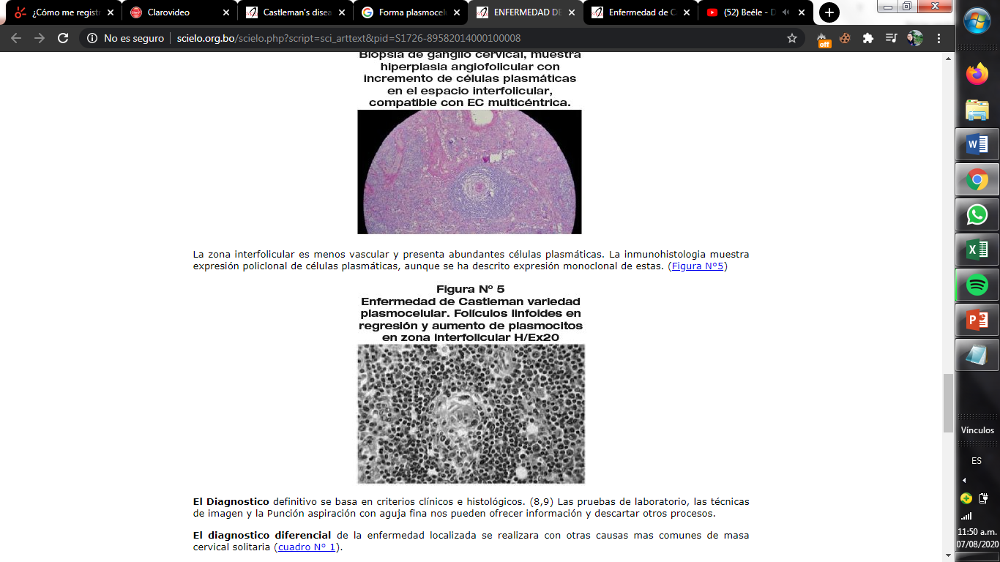 ¿Cómo me registr
Clarovideo
Castleman's disea
Forma plasmocel
ENFERMEDAD DE
Enfermedad de C
(52) Beéle - D
No es seguro
scielo.org.bo/scielo.php?script=sci_arttext&pid=S1726-89582014000100008
off
Biopsia de ganglio cervical, muestra
hiperplasia angiofolicular con
incremento de células plasmáticas
en el espacio interfolicular,
compatible con EC multicéntrica.
La zona interfolicular es menos vascular y presenta abundantes células plasmáticas. La inmunohistologia muestra
expresión policlonal de células plasmáticas, aunque se ha descrito expresión monoclonal de estas. (Figura N°5)
Figura Nº 5
Enfermedad de Castleman variedad
plasmocelular. Folículos linfoides en
regresión y aumento de plasmocitos
en zona interfolicular H/Ex20
El Diagnostico definitivo se basa en criterios clínicos e histológicos. (8,9) Las pruebas de laboratorio, las técnicas
de imagen y la Punción aspiración con aguja fina nos pueden ofrecer información y descartar otros procesos.
El diagnostico diferencial de la enfermedad localizada se realizara con otras causas mas comunes de masa
cervical solitaria (cuadro N° 1).
Vínculos
ES
11:50 a.m.
07/08/2020